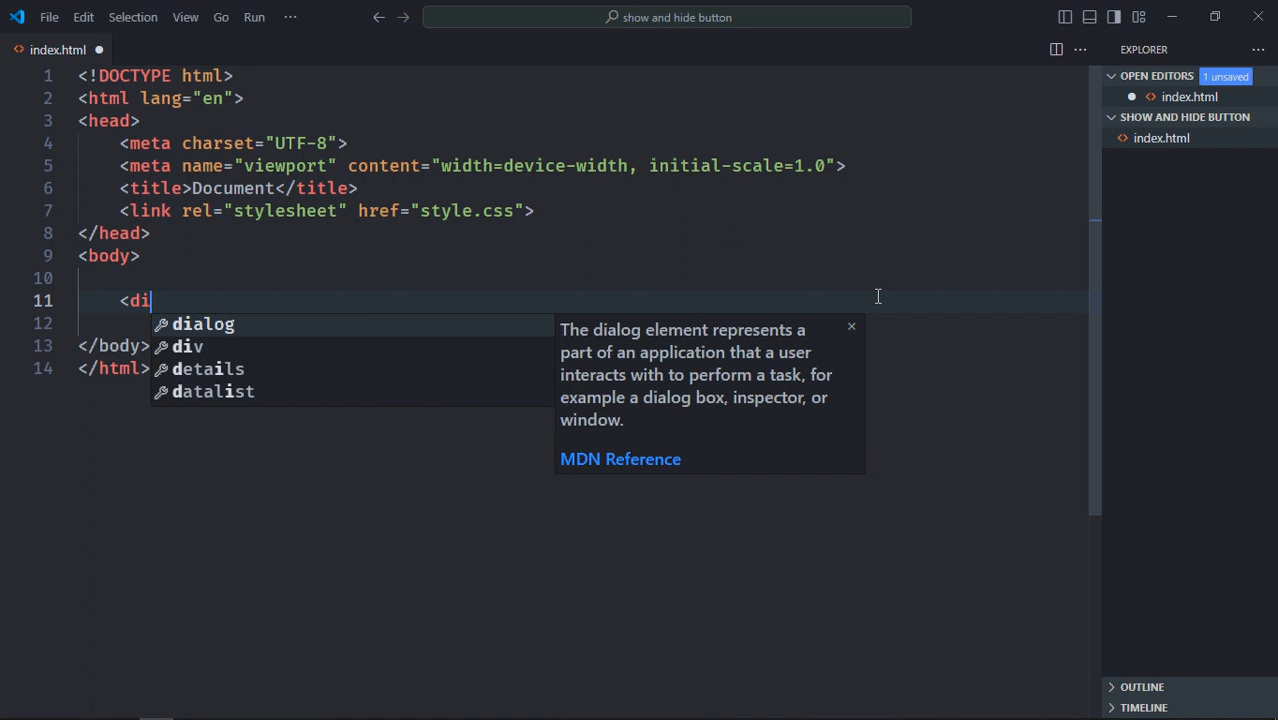 File Edit Selection View Go Run ··· show and hide button
index.html EXPLORER
OPEN EDITORS 1 unsaved
index.html
SHOW AND HIDE BUTTON
index.html
1 <!DOCTYPE html>
2 <html lang="en">
3 <head>
4 <meta charset="UTF-8">
5 <meta name="viewport" content="width=device-width, initial-scale=1.0">
6 <title>Document</title>
7 <link rel="stylesheet" href="style.css">
8 </head>
9 <body>
10
11 <di
12
13 </body>
14 </html>
dialog
div
details
datalist
The dialog element represents a
part of an application that a user
interacts with to perform a task, for
example a dialog box, inspector, or
window.
MDN Reference
OUTLINE
TIMELINE